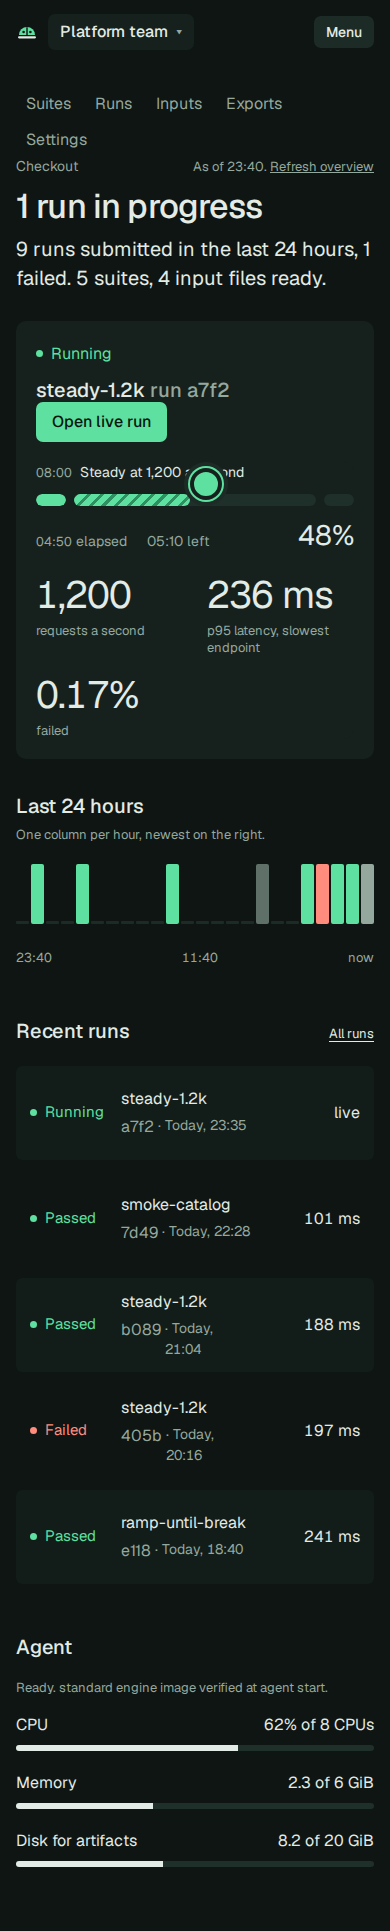 Platform team
Menu
Suites Runs Inputs Exports
Settings
Checkout As of 23:40. Refresh overview
1 run in progress
9 runs submitted in the last 24 hours, 1
failed. 5 suites, 4 input files ready.
Running
steady-1.2k run a7f2
Open live run
08:00 Steady at 1,200
04:50 elapsed 05:10 left 48%
1,200 236 ms
requests a second p95 latency, slowest
endpoint
0.17%
failed
Last 24 hours
One column per hour, newest on the right.
23:40 11:40 now
Recent runs All runs
Running steady-1.2k live
a7f2 · Today, 23:35
Passed smoke-catalog 101 ms
7d49 · Today, 22:28
Passed steady-1.2k 188 ms
b089 · Today,
21:04
Failed steady-1.2k 197 ms
405b · Today,
20:16
Passed ramp-until-break 241 ms
e118 · Today, 18:40
Agent
Ready. standard engine image verified at agent start.
CPU 62% of 8 CPUs
Memory 2.3 of 6 GiB
Disk for artifacts 8.2 of 20 GiB